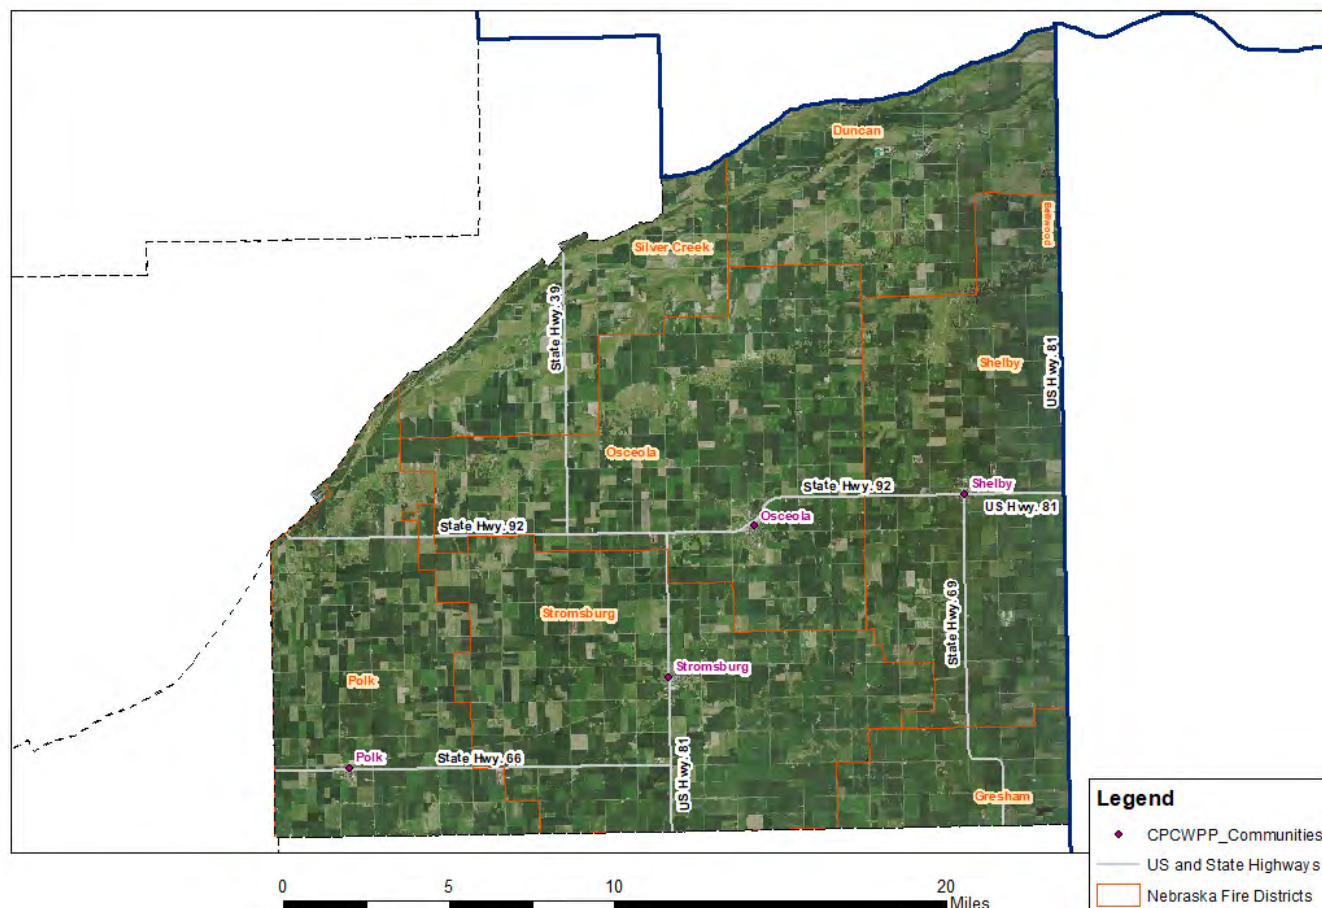 Duncan
Bellwood
Silver Creek
State Hwy. 39
US Hwy. 81
Shelby
Osceola
State Hwy. 92
Shelby
US Hwy. 81
Osceola
State Hwy. 92
Stromsburg
State Hwy. 69
Stromsburg
Polk
Polk
State Hwy. 66
US Hwy. 81
Gresham
Legend
CPCWPP_Communities
US and State Highways
Nebraska Fire Districts
0 5 10 20
Miles